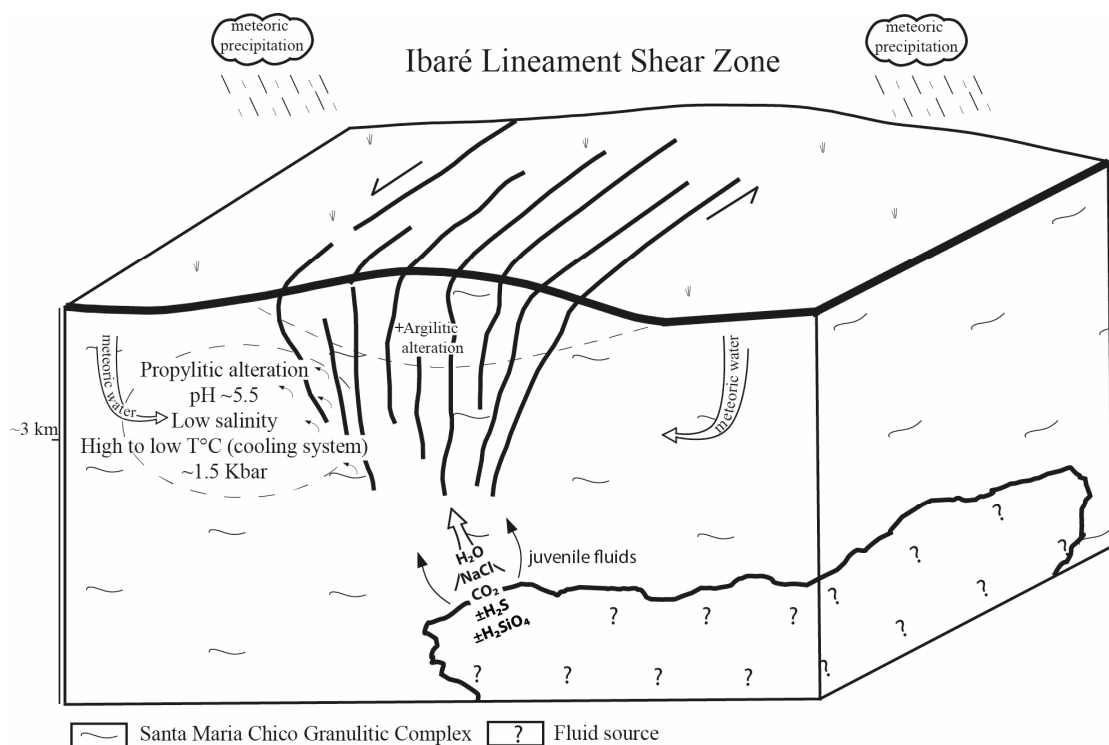 meteoric
precipitation
meteoric
precipitation
Ibaré Lineament Shear Zone
+Argilitic
alteration
meteoric water
Propylitic alteration
pH ~5.5
Low salinity
High to low T°C (cooling system)
~1.5 Kbar
meteoric water
~3 km
H₂O
/NaCl\
CO₂
±H₂S
±H₂SiO₄
juvenile fluids
? ? ? ?
? ? ? ?
? ? ? ? ? ?
Santa Maria Chico Granulitic Complex
? Fluid source